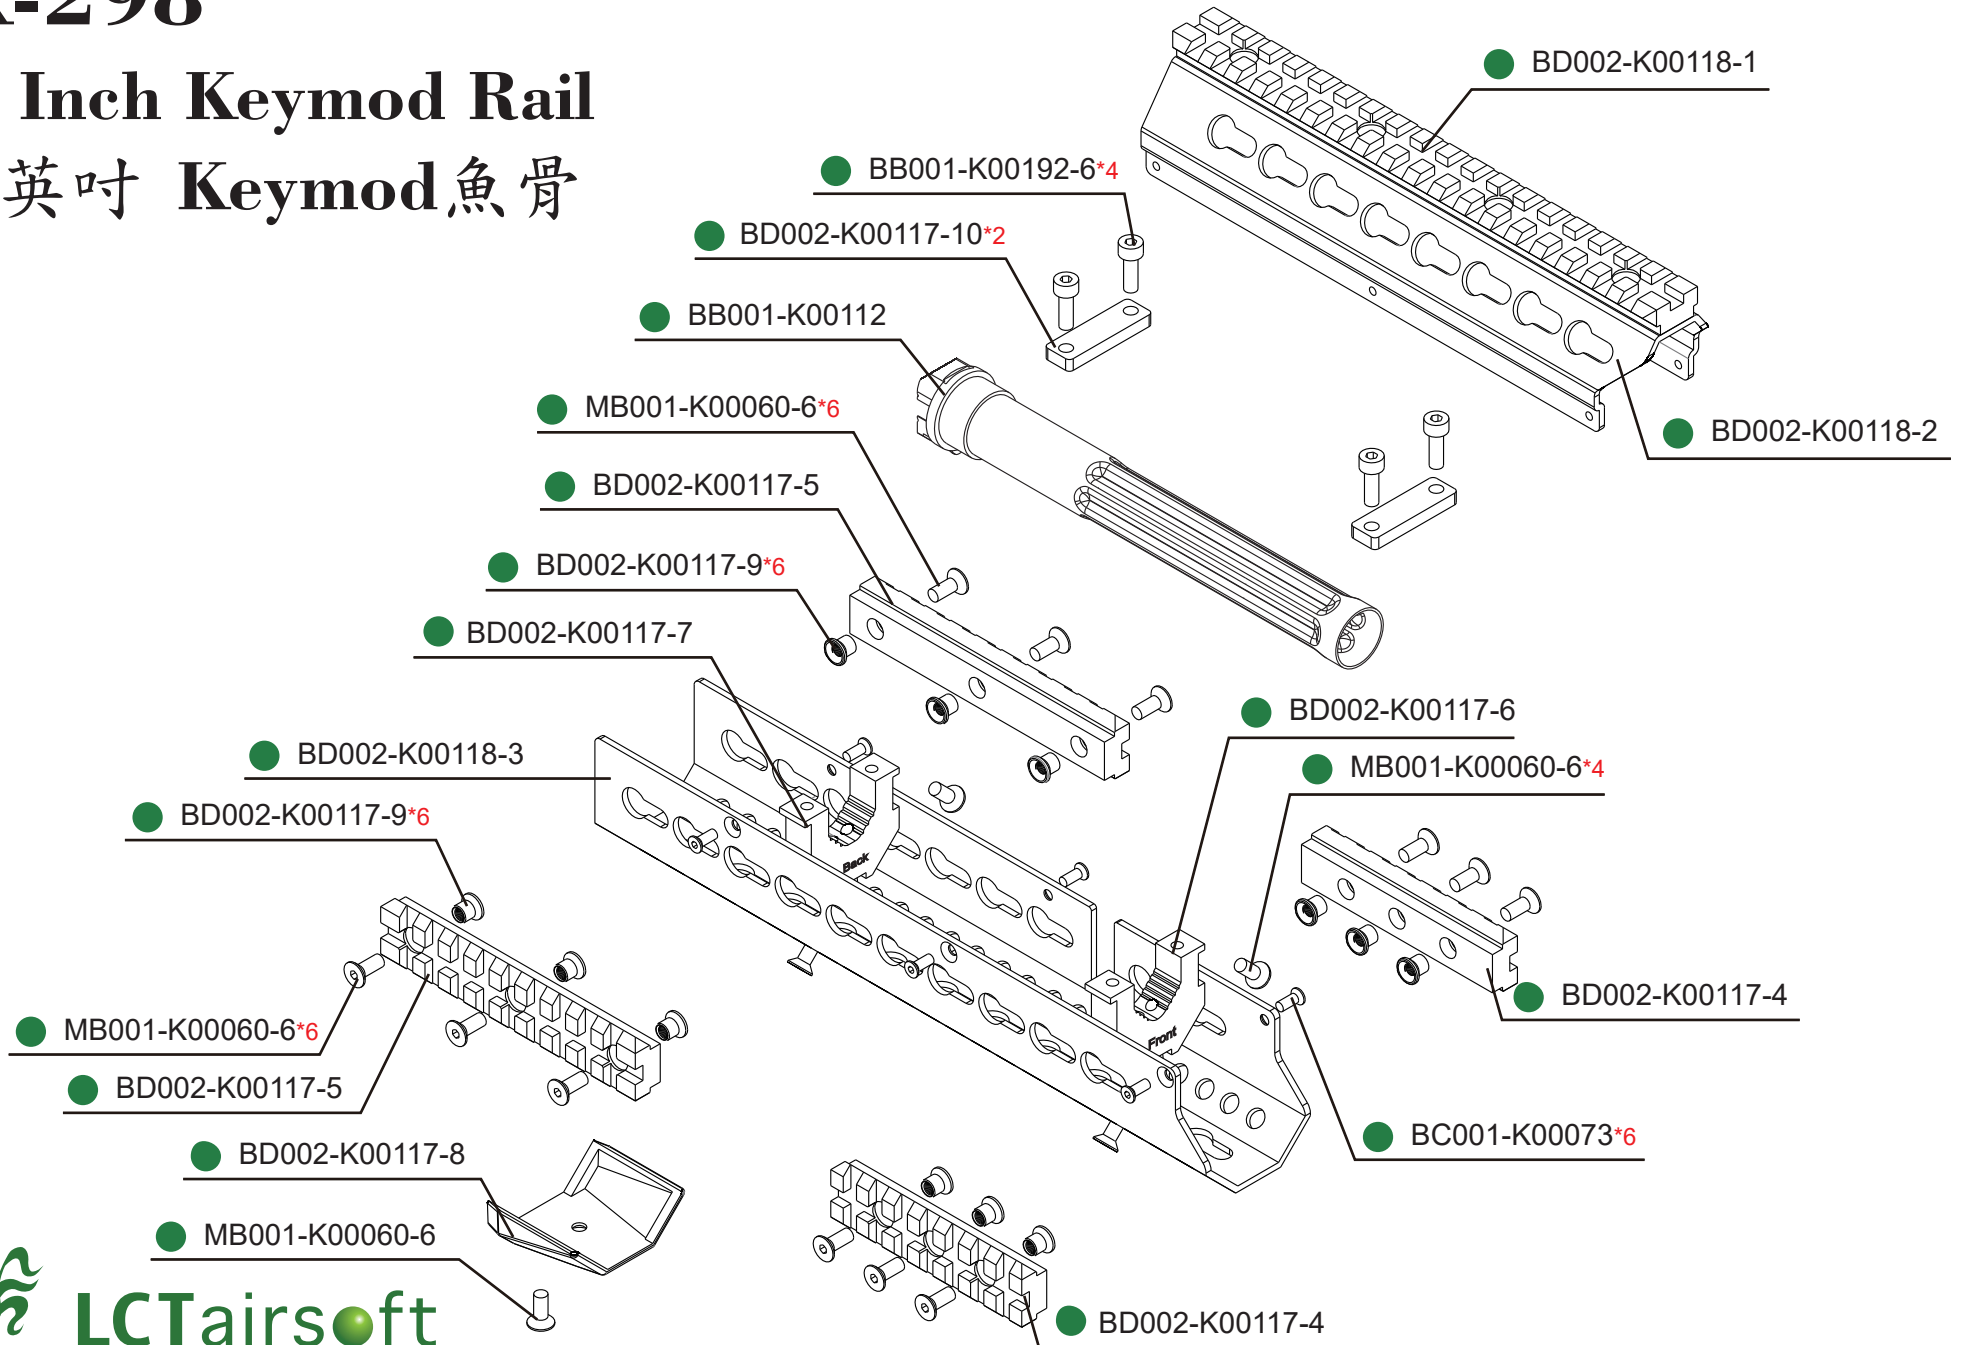 -298
Inch Keymod Rail
英吋 Keymod魚骨
BD002-K00118-1
BB001-K00192-6*4
BD002-K00117-10*2
BB001-K00112
MB001-K00060-6*6
BD002-K00118-2
BD002-K00117-5
BD002-K00117-9*6
BD002-K00117-7
BD002-K00117-6
BD002-K00118-3
MB001-K00060-6*4
BD002-K00117-9*6
Back
BD002-K00117-4
MB001-K00060-6*6
Front
BD002-K00117-5
BC001-K00073*6
BD002-K00117-8
MB001-K00060-6
LCTairsoft
BD002-K00117-4